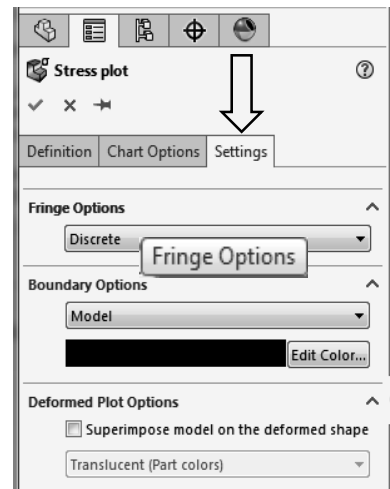 Stress plot
?
Definition Chart Options Settings
Fringe Options
Discrete
Fringe Options
Boundary Options
Model
Edit Color...
Deformed Plot Options
Superimpose model on the deformed shape
Translucent (Part colors)